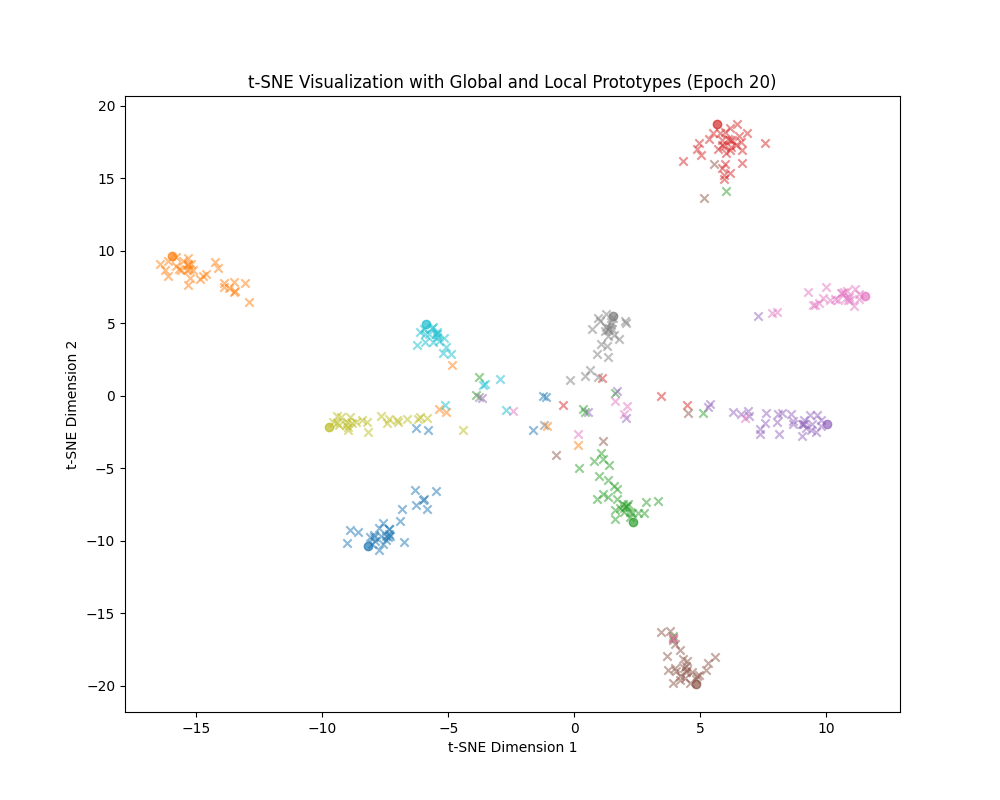 t-SNE Visualization with Global and Local Prototypes (Epoch 20)
20
15
10
5
0
−5
−10
−15
−20
t-SNE Dimension 2
−15 −10 −5 0 5 10
t-SNE Dimension 1